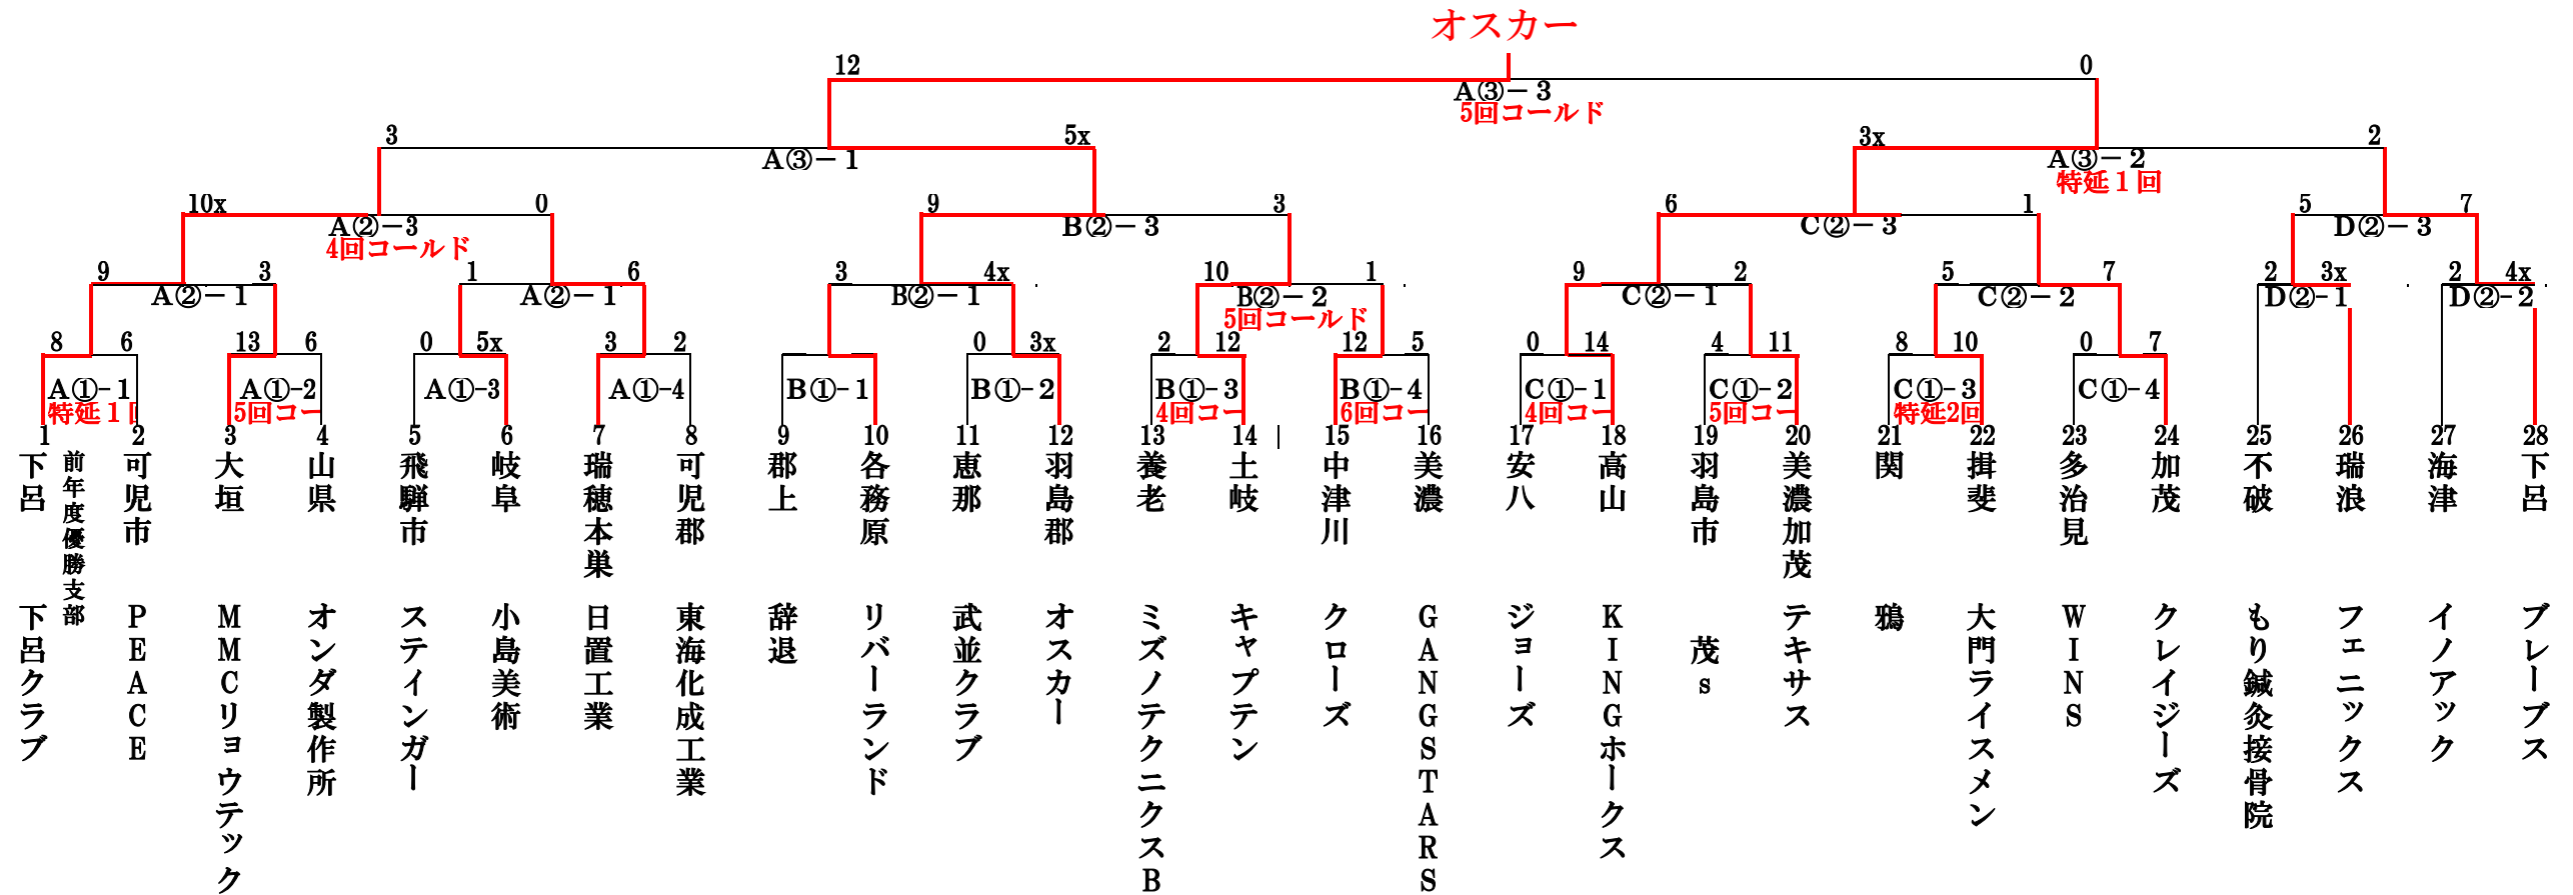 オスカー
12 0
A③－3
5回コールド
3 5x 3x 2
A③－1 A③－2
特延１回
10x 0 9 3 6 1 5 7
A②－3 B②－3 C②－3 D②－3
4回コールド
9 3 1 6 3 4x 10 1 9 2 5 7 2 3x 2 4x
A②－1 A②－1 B②－1 B②－2 C②－1 C②－2 D②-1 D②-2
5回コールド
8 6 13 6 0 5x 3 2 0 3x 2 12 12 5 0 14 4 11 8 10 0 7
A①-1 A①-2 A①-3 A①-4 B①-1 B①-2 B①-3 B①-4 C①-1 C①-2 C①-3 C①-4
特延１回 5回コー 4回コー 6回コー 4回コー 5回コー 特延2回
1 2 3 4 5 6 7 8 9 10 11 12 13 14 | 15 16 17 18 19 20 21 22 23 24 25 26 27 28
下呂 下呂クラブ
前年度優勝支部
可児市 PEACE
大垣 MMCリョウテック
山県 オンダ製作所
飛騨市 スティンガー
岐阜 小島美術
瑞穂本巣 日置工業
可児郡 東海化成工業
郡上 辞退
各務原 リバーランド
恵那 武並クラブ
羽島郡 オスカー
養老 ミズノテクニクスB
土岐 キャプテン
中津川 クローズ
美濃 GANGSTARS
安八 ジョーズ
高山 KINGホークス
羽島市 茂s
美濃加茂 テキサス
関 鴉
揖斐 大門ライスメン
多治見 WINS
加茂 クレイジーズ
不破 もり鍼灸接骨院
瑞浪 フェニックス
海津 イノアック
下呂 ブレーブス